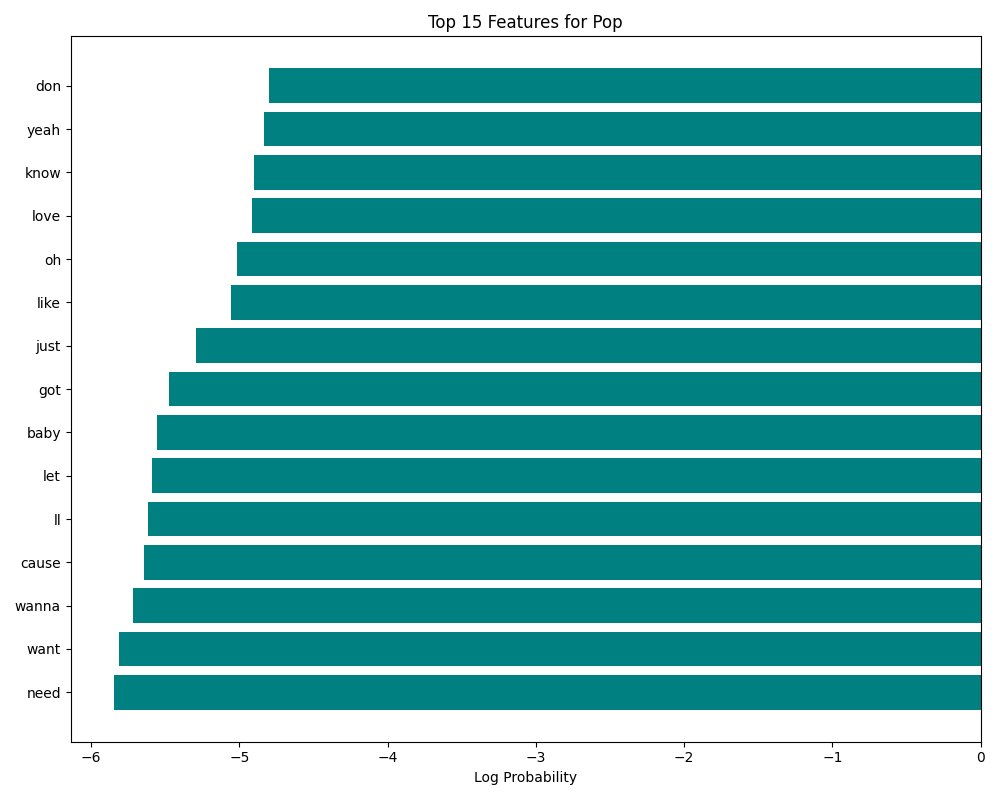 Top 15 Features for Pop
don
yeah
know
love
oh
like
just
got
baby
let
ll
cause
wanna
want
need
−6 −5 −4 −3 −2 −1 0
Log Probability